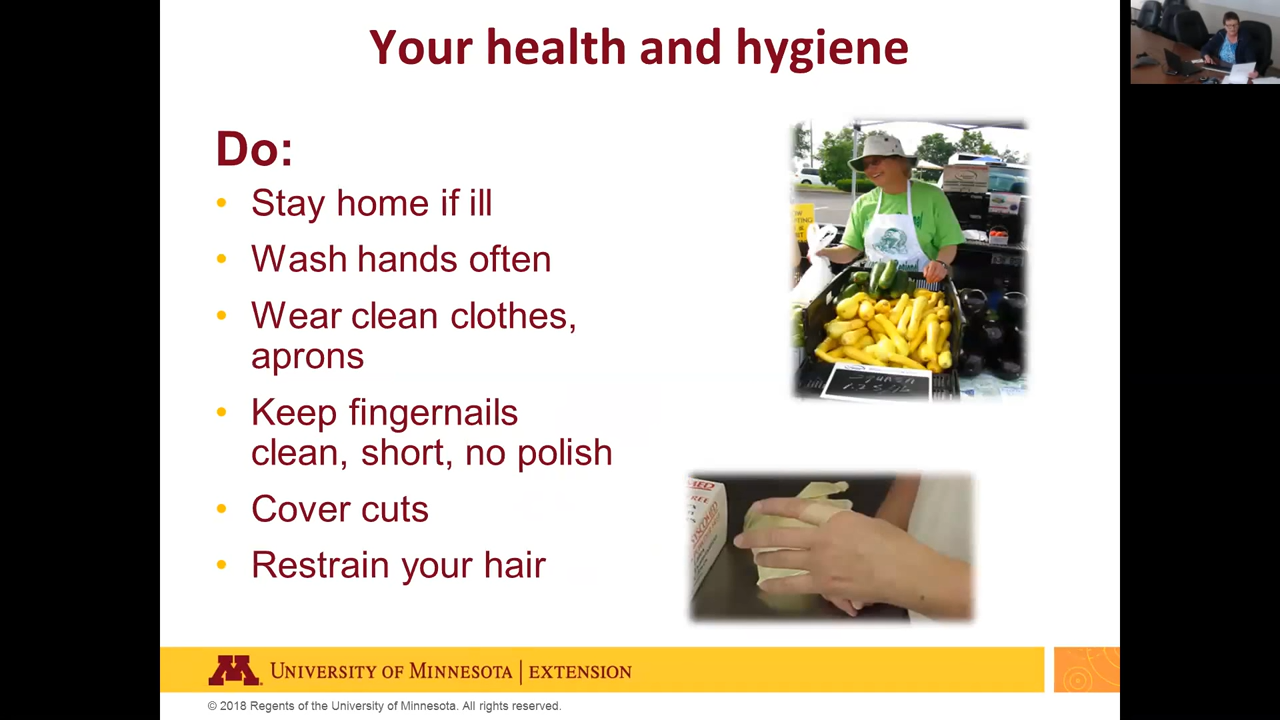 Your health and hygiene
Do:
• Stay home if ill
• Wash hands often
• Wear clean clothes,
aprons
• Keep fingernails
clean, short, no polish
• Cover cuts
• Restrain your hair
M UNIVERSITY OF MINNESOTA | EXTENSION
© 2018 Regents of the University of Minnesota. All rights reserved.